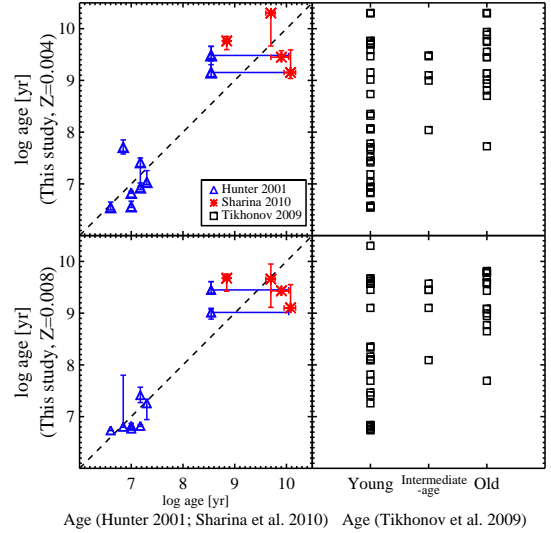 10
9
8
7
log age [yr]
(This study, Z=0.004)
Hunter 2001
Sharina 2010
Tikhonov 2009
10
9
8
7
log age [yr]
(This study, Z=0.008)
7 8 9 10
log age [yr]
Young Intermediate -age Old
Age (Hunter 2001; Sharina et al. 2010) Age (Tikhonov et al. 2009)